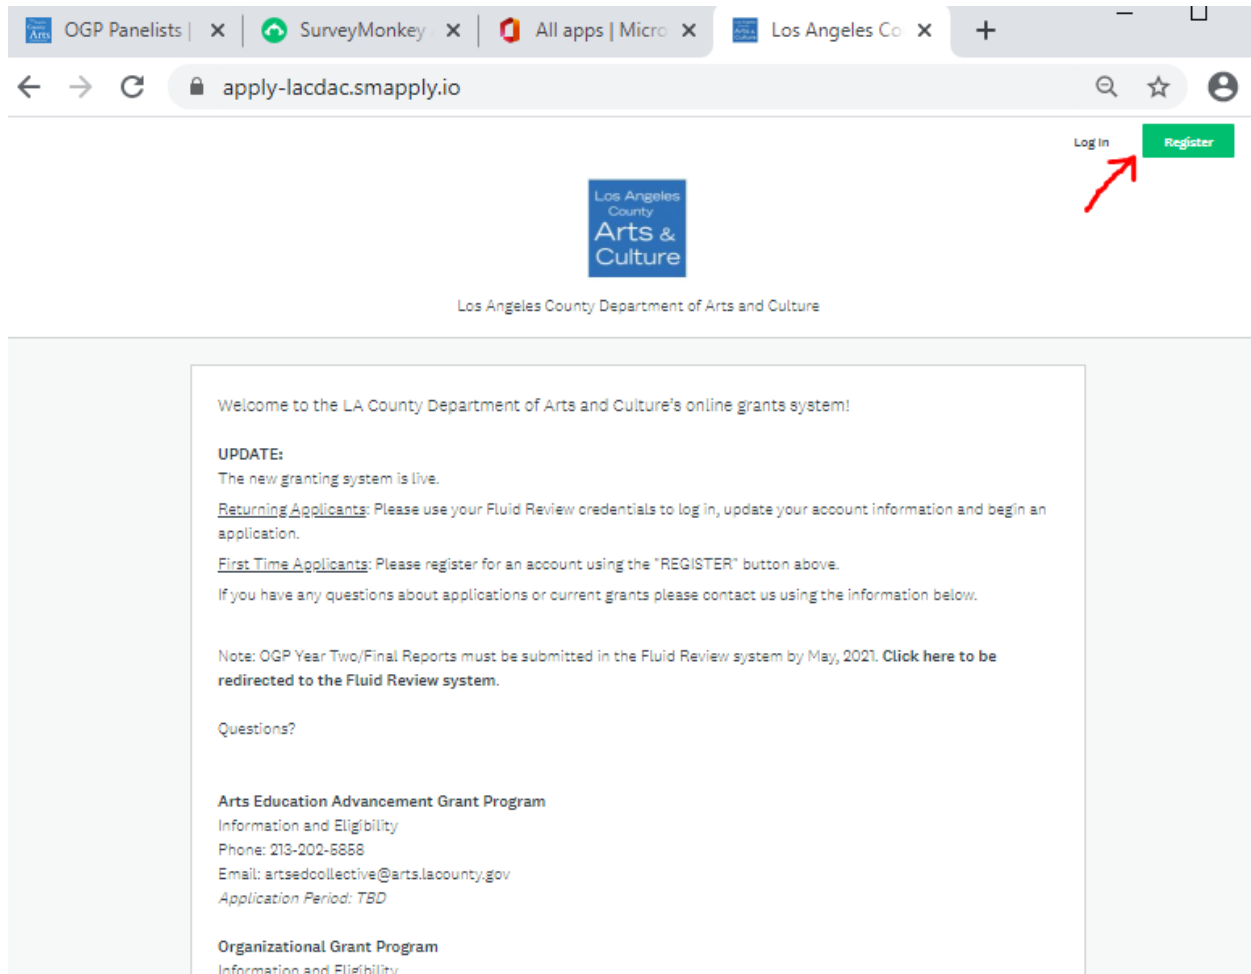 OGP Panelists |
SurveyMonkey
All apps | Micro
Los Angeles Co
apply-lacdac.smapply.io
Log In
Register
Los Angeles
County
Arts &
Culture
Los Angeles County Department of Arts and Culture
Welcome to the LA County Department of Arts and Culture's online grants system!
UPDATE:
The new granting system is live.
Returning Applicants: Please use your Fluid Review credentials to log in, update your account information and begin an
application.
First Time Applicants: Please register for an account using the "REGISTER" button above.
If you have any questions about applications or current grants please contact us using the information below.
Note: OGP Year Two/Final Reports must be submitted in the Fluid Review system by May, 2021. Click here to be
redirected to the Fluid Review system.
Questions?
Arts Education Advancement Grant Program
Information and Eligibility
Phone: 213-202-5858
Email: artsedcollective@arts.lacounty.gov
Application Period: TBD
Organizational Grant Program
Information and Eligibility